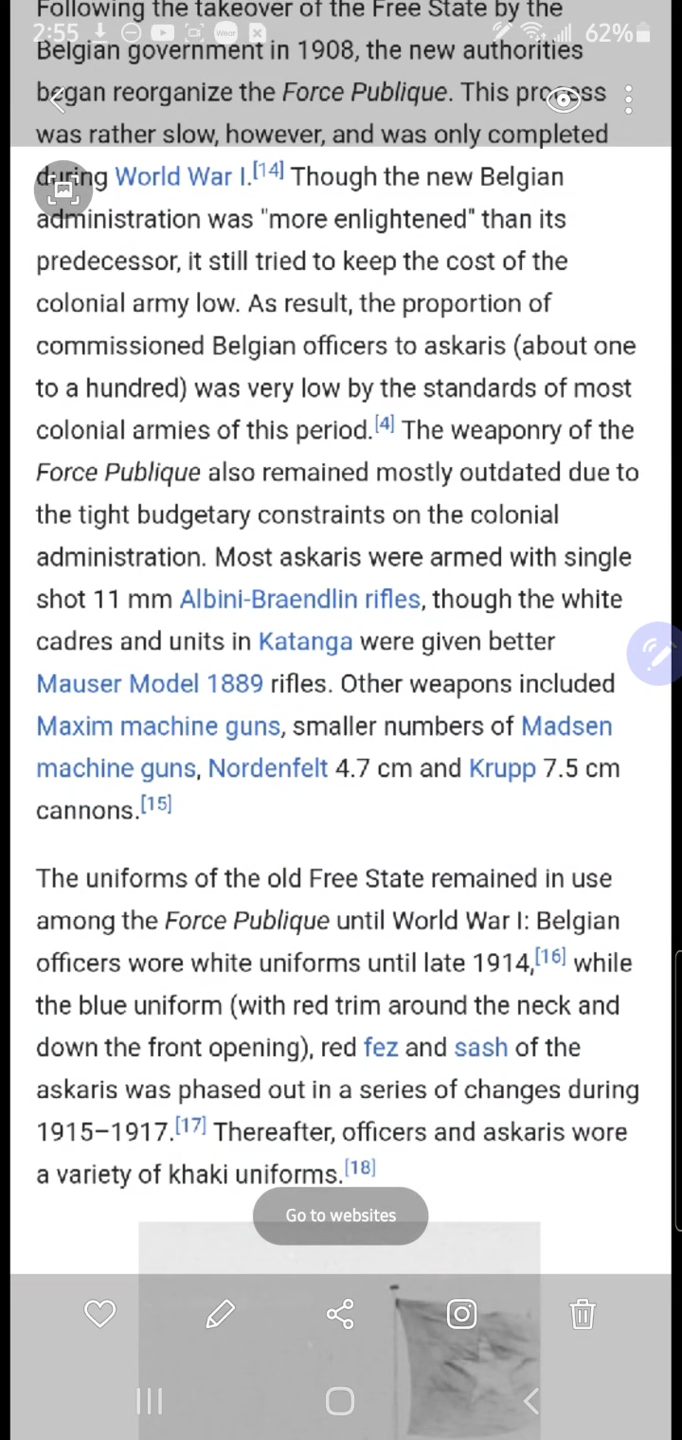 Following the takeover of the Free State by the
2:55
Wear
62%
Belgian government in 1908, the new authorities
began reorganize the Force Publique. This process
was rather slow, however, and was only completed
during World War I.[14] Though the new Belgian
administration was "more enlightened" than its
predecessor, it still tried to keep the cost of the
colonial army low. As result, the proportion of
commissioned Belgian officers to askaris (about one
to a hundred) was very low by the standards of most
colonial armies of this period.[4] The weaponry of the
Force Publique also remained mostly outdated due to
the tight budgetary constraints on the colonial
administration. Most askaris were armed with single
shot 11 mm Albini-Braendlin rifles, though the white
cadres and units in Katanga were given better
Mauser Model 1889 rifles. Other weapons included
Maxim machine guns, smaller numbers of Madsen
machine guns, Nordenfelt 4.7 cm and Krupp 7.5 cm
cannons.[15]
The uniforms of the old Free State remained in use
among the Force Publique until World War I: Belgian
officers wore white uniforms until late 1914,[16] while
the blue uniform (with red trim around the neck and
down the front opening), red fez and sash of the
askaris was phased out in a series of changes during
1915–1917.[17] Thereafter, officers and askaris wore
a variety of khaki uniforms.[18]
Go to websites